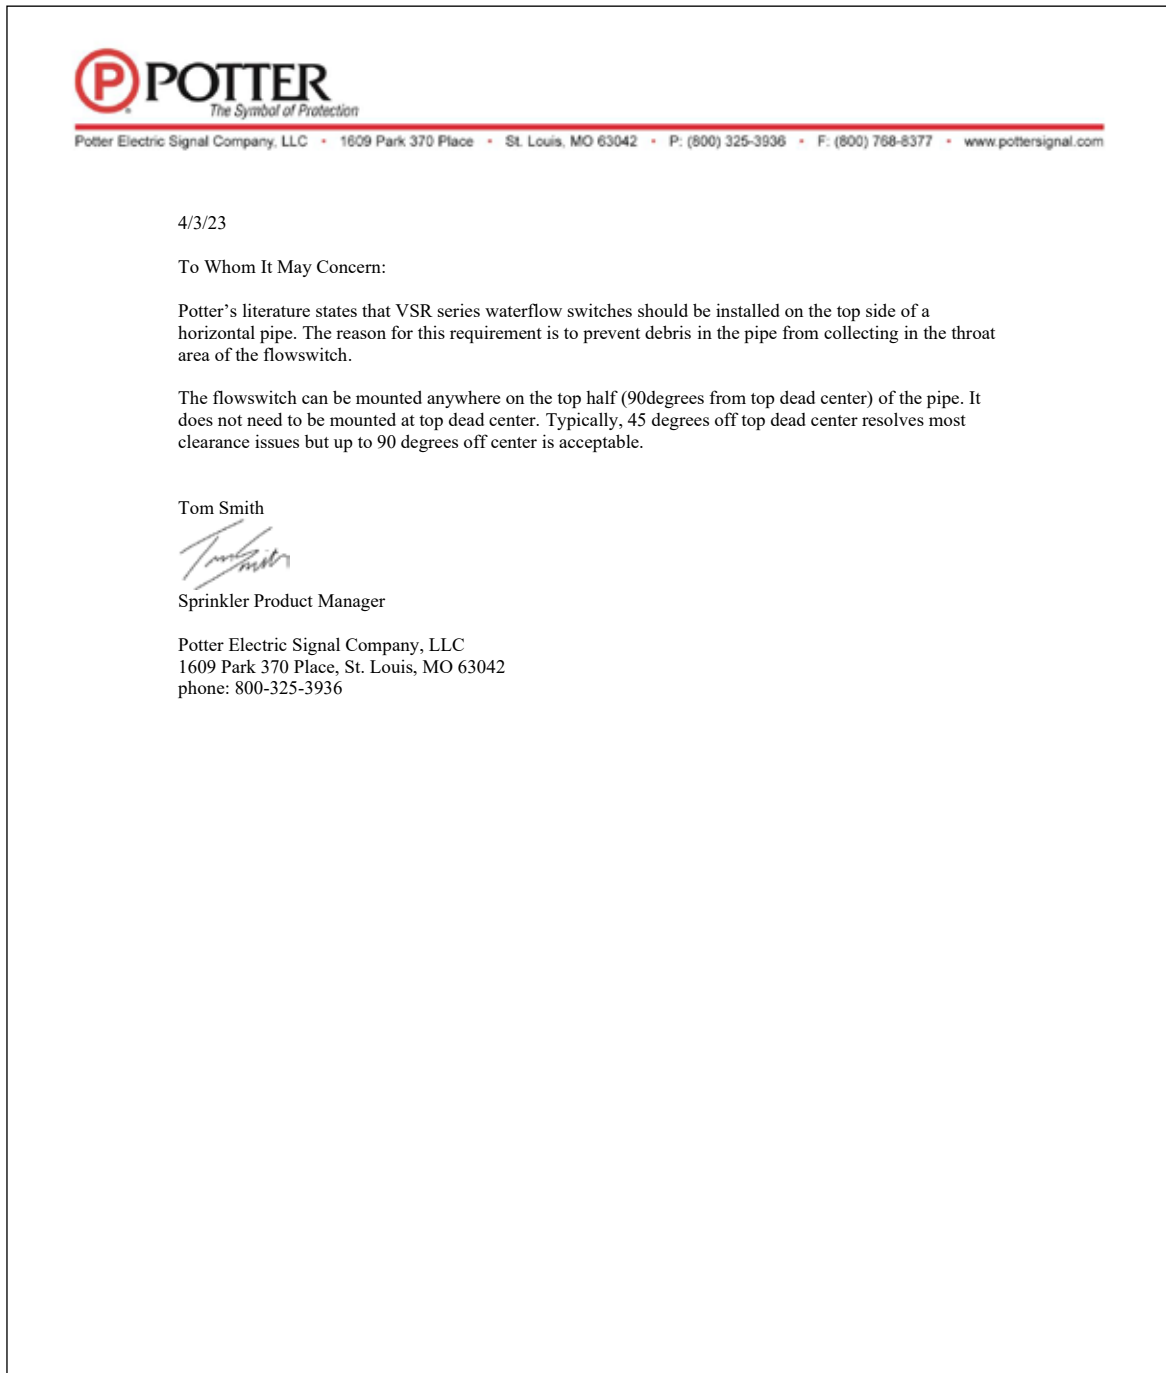 P POTTER
The Symbol of Protection
Potter Electric Signal Company, LLC • 1609 Park 370 Place • St. Louis, MO 63042 • P: (800) 325-3936 • F: (800) 768-8377 • www.pottersignal.com
4/3/23
To Whom It May Concern:
Potter’s literature states that VSR series waterflow switches should be installed on the top side of a
horizontal pipe. The reason for this requirement is to prevent debris in the pipe from collecting in the throat
area of the flowswitch.
The flowswitch can be mounted anywhere on the top half (90degrees from top dead center) of the pipe. It
does not need to be mounted at top dead center. Typically, 45 degrees off top dead center resolves most
clearance issues but up to 90 degrees off center is acceptable.
Tom Smith
Tom Smith
Sprinkler Product Manager
Potter Electric Signal Company, LLC
1609 Park 370 Place, St. Louis, MO 63042
phone: 800-325-3936